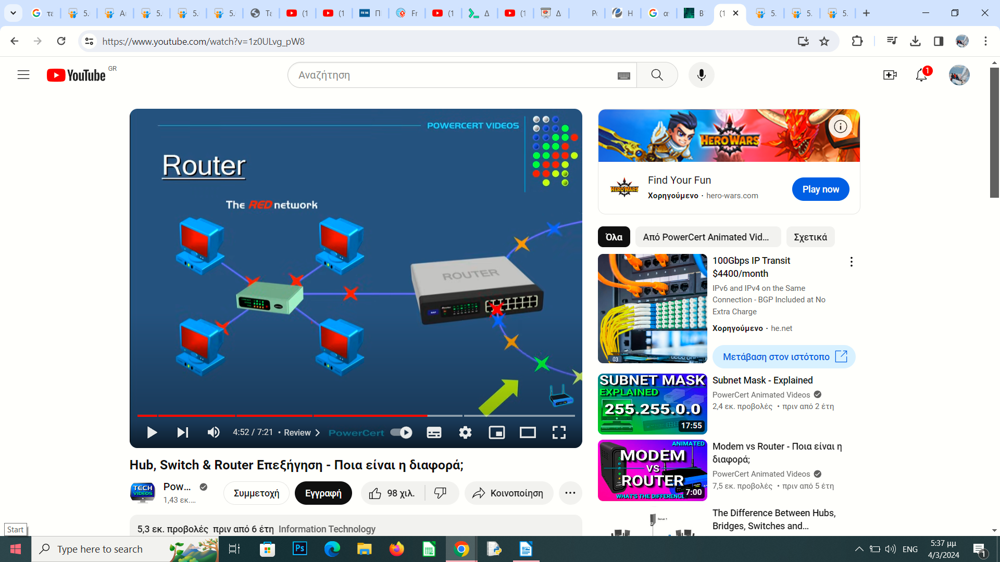 τε
5.
Aι
5.
5.
5.
Τε
(1
(1
ΠΕ 86
Π
Fr
(1
Δ
(1
Δ
Ρο
Η
α
B
(1
5.
5.
5.
https://www.youtube.com/watch?v=1z0ULvg_pW8
YouTube GR
Αναζήτηση
1
POWERCERT VIDEOS
Router
The RED network
ROUTER
4:52 / 7:21 • Review
PowerCert
HERO WARS
HERO WARS
Find Your Fun
Χορηγούμενο · hero-wars.com
Play now
Όλα
Από PowerCert Animated Vid...
Σχετικά
03
100Gbps IP Transit
$4400/month
IPv6 and IPv4 on the Same
Connection - BGP Included at No
Extra Charge
Χορηγούμενο · he.net
Μετάβαση στον ιστότοπο
SUBNET MASK
EXPLAINED
255.255.0.0
17:55
Subnet Mask - Explained
PowerCert Animated Videos
2,4 εκ. προβολές • πριν από 2 έτη
ANIMATED
MODEM
VS
ROUTER
7:00
WHAT'S THE DIFFERENCE
Modem vs Router - Ποια είναι η
διαφορά;
PowerCert Animated Videos
7,5 εκ. προβολές • πριν από 5 έτη
Server 1
The Difference Between Hubs,
Bridges, Switches and...
Hub, Switch & Router Επεξήγηση - Ποια είναι η διαφορά;
TECH
VIDEOS
Pow...
1,43 εκ....
Συμμετοχή
Εγγραφή
98 χιλ.
Κοινοποίηση
5,3 εκ. προβολές πριν από 6 έτη Information Technology
Start
Type here to search
Ps
ENG
5:37 μμ
4/3/2024
1